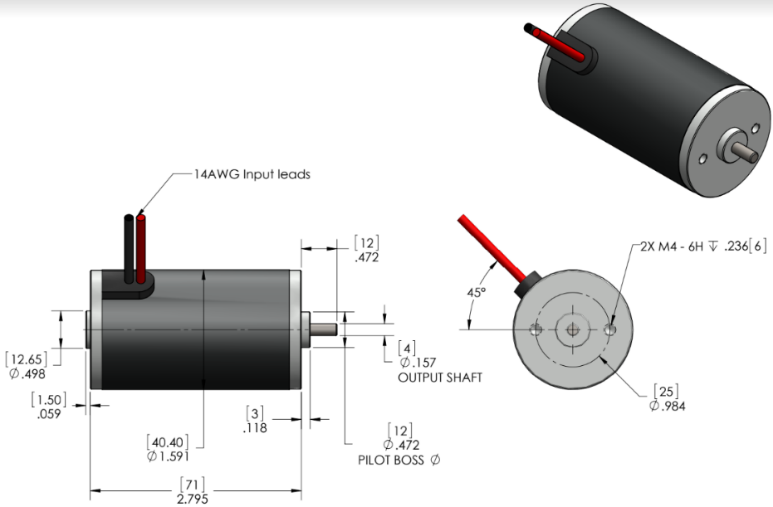 14AWG Input leads
[12]
.472
2X M4 - 6H ↧ .236[6]
45°
[4]
Ø.157
OUTPUT SHAFT
[12.65]
Ø.498
[1.50]
.059
[3]
.118
[25]
Ø.984
[40.40]
Ø1.591
[12]
Ø.472
PILOT BOSS Ø
[71]
2.795